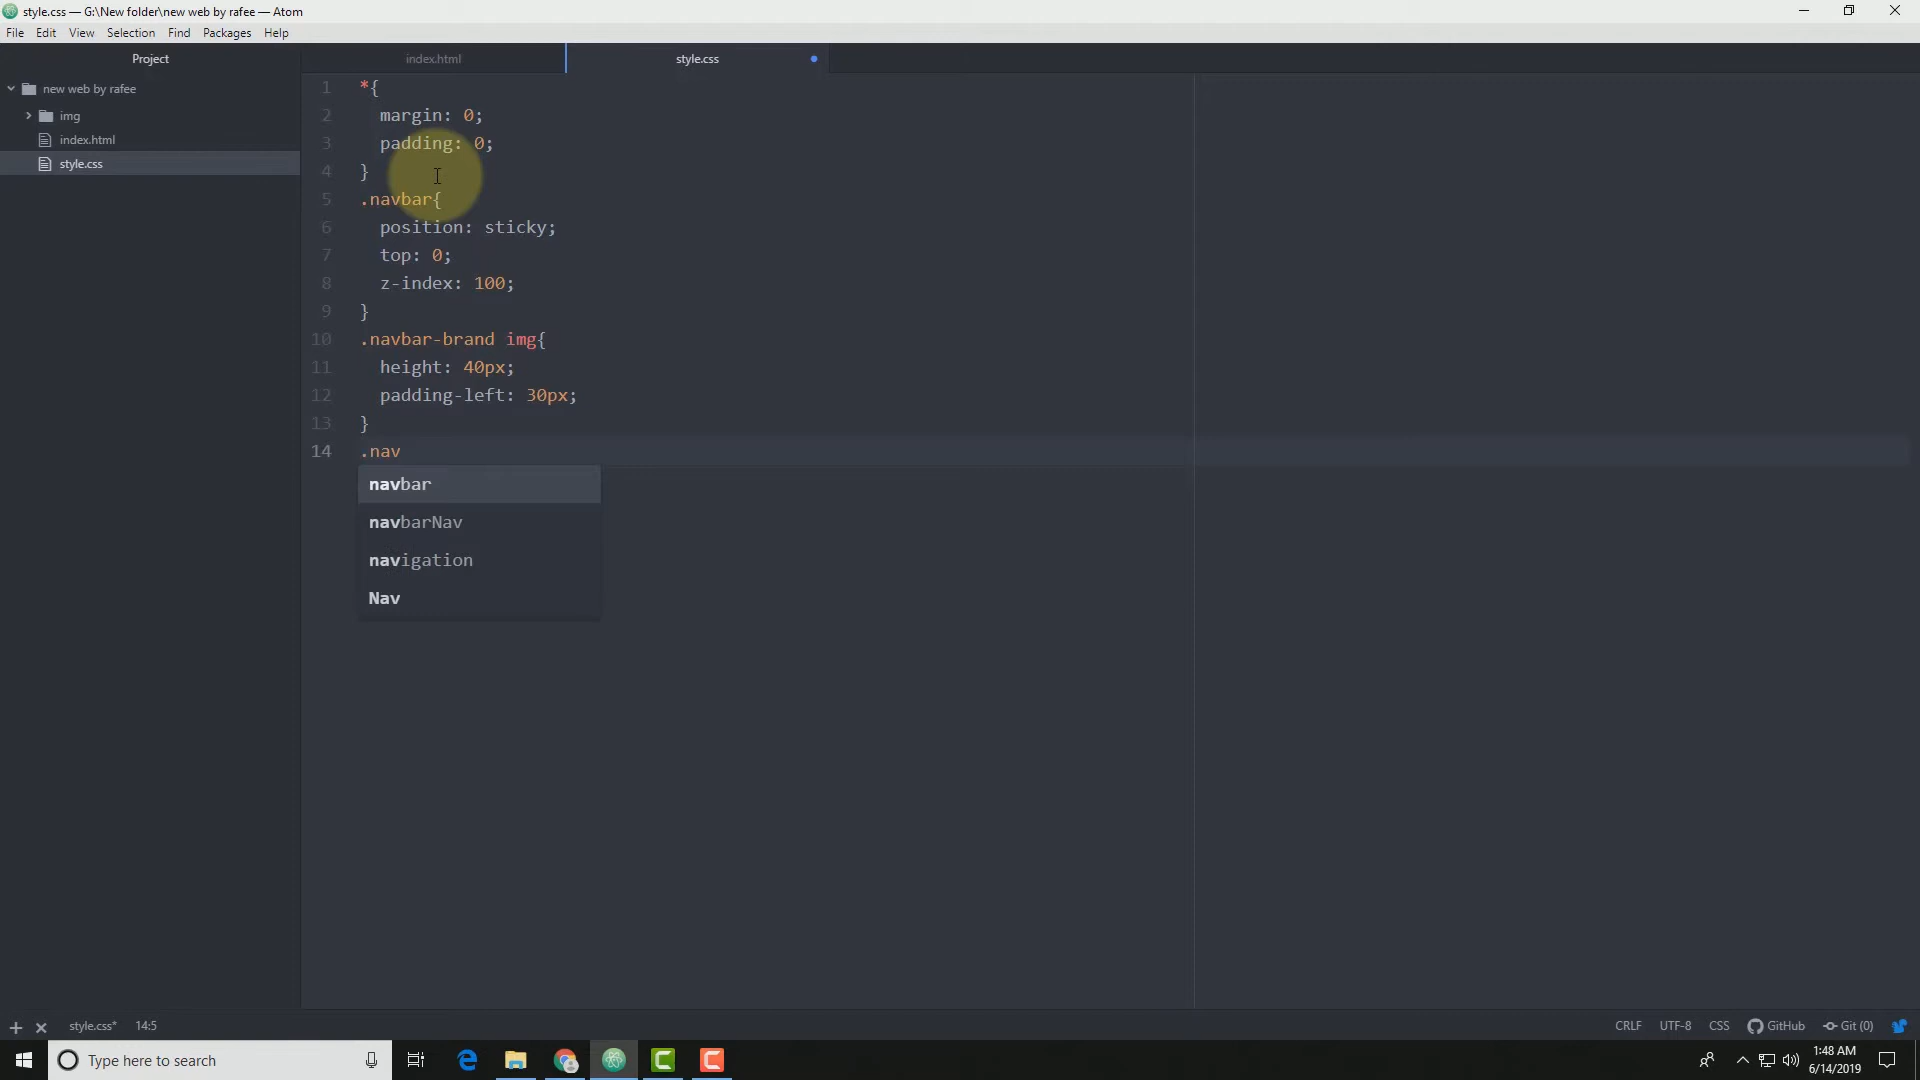 style.css — G:\New folder\new web by rafee — Atom
File Edit View Selection Find Packages Help
Project
index.html
style.css
new web by rafee
img
index.html
style.css
1 *{
2 margin: 0;
3 padding: 0;
4 }
5 .navbar{
6 position: sticky;
7 top: 0;
8 z-index: 100;
9 }
10 .navbar-brand img{
11 height: 40px;
12 padding-left: 30px;
13 }
14 .nav
navbar
navbarNav
navigation
Nav
style.css* 14:5
CRLF UTF-8 CSS GitHub Git (0)
Type here to search
1:48 AM
6/14/2019